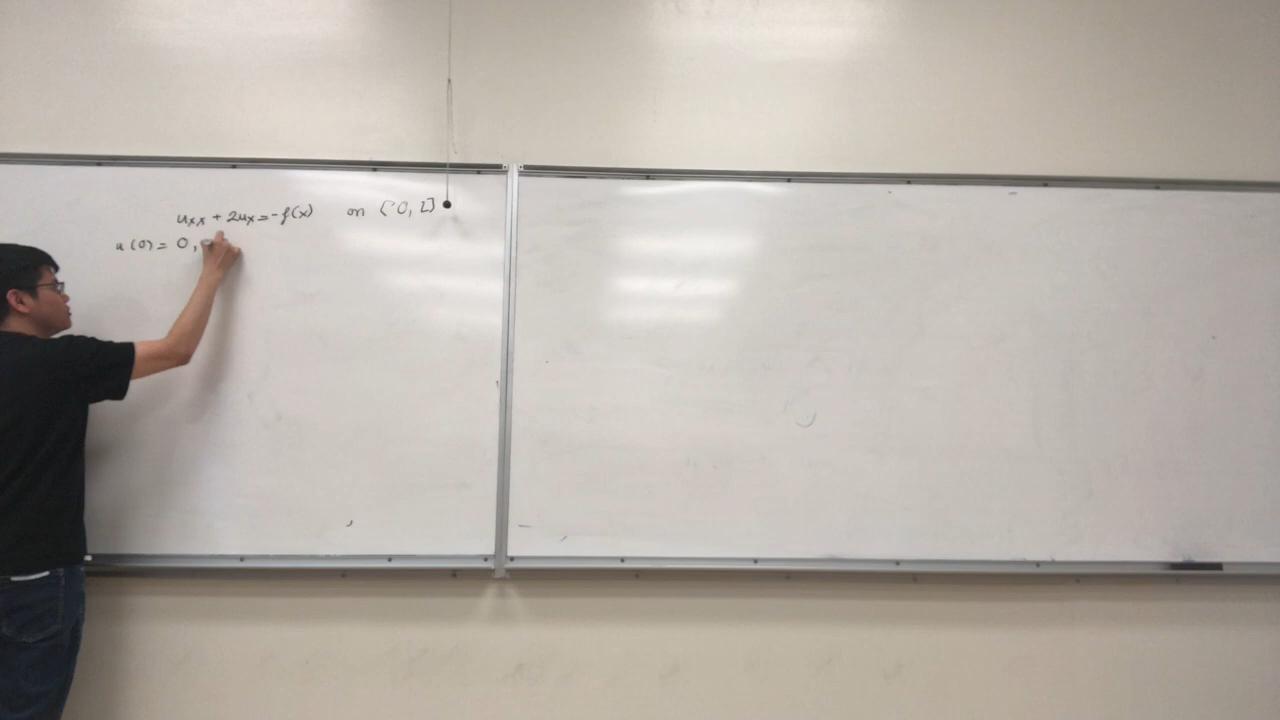 uxx + 2ux = -f(x) on [0, L]
u(0) = 0,